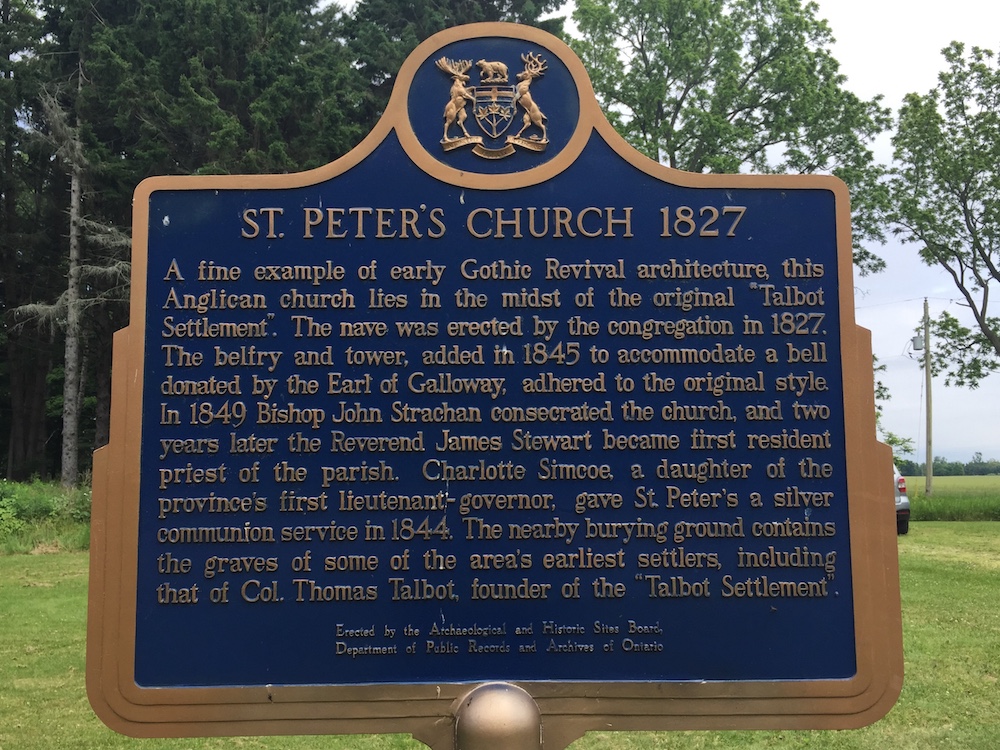 ST. PETER'S CHURCH 1827
A fine example of early Gothic Revival architecture, this
Anglican church lies in the midst of the original "Talbot
Settlement". The nave was erected by the congregation in 1827.
The belfry and tower, added in 1845 to accommodate a bell
donated by the Earl of Galloway, adhered to the original style.
In 1849 Bishop John Strachan consecrated the church, and two
years later the Reverend James Stewart became first resident
priest of the parish. Charlotte Simcoe, a daughter of the
province's first lieutenant-governor, gave St. Peter's a silver
communion service in 1844. The nearby burying ground contains
the graves of some of the area's earliest settlers, including
that of Col. Thomas Talbot, founder of the "Talbot Settlement".
Erected by the Archaeological and Historic Sites Board,
Department of Public Records and Archives of Ontario